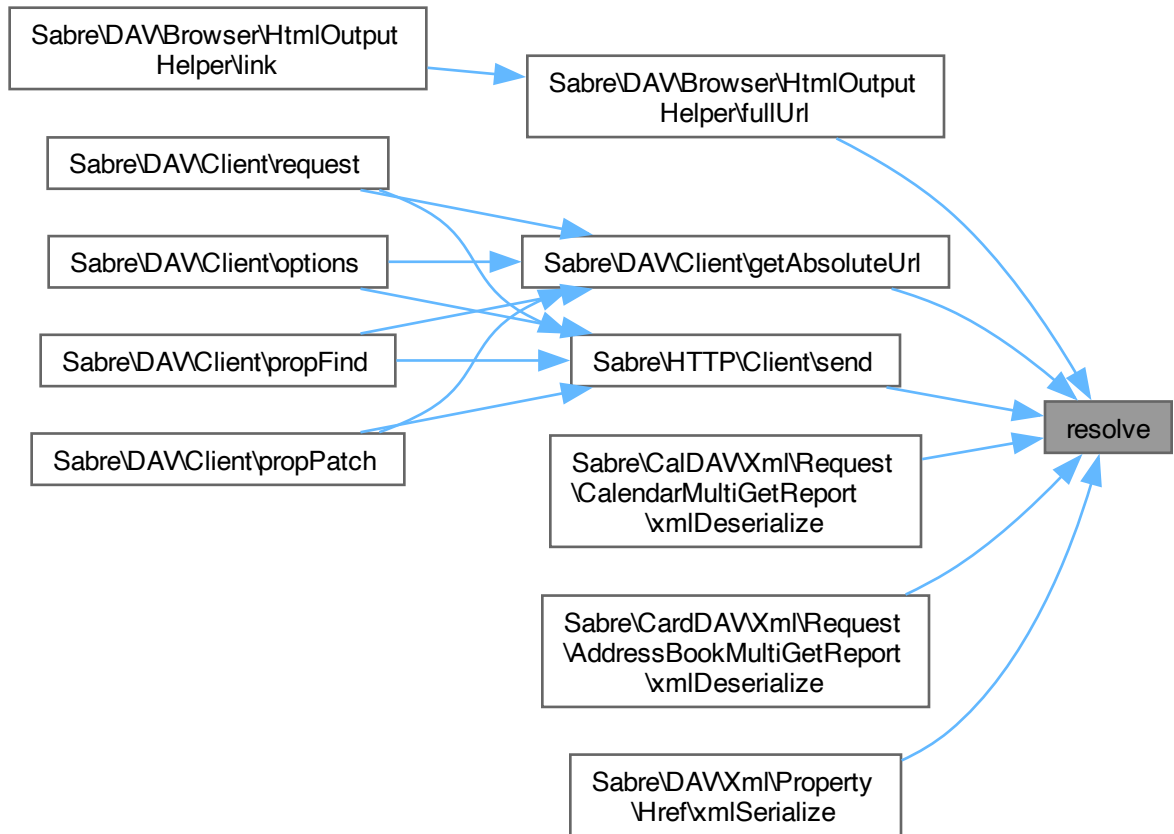 Sabre\DAV\Browser\HtmlOutput
Helper\link
Sabre\DAV\Browser\HtmlOutput
Helper\fullUrl
Sabre\DAV\Client\request
Sabre\DAV\Client\getAbsoluteUrl
Sabre\DAV\Client\options
Sabre\DAV\Client\propFind
Sabre\HTTP\Client\send
resolve
Sabre\DAV\Client\propPatch
Sabre\CalDAV\Xml\Request
\CalendarMultiGetReport
\xmlDeserialize
Sabre\CardDAV\Xml\Request
\AddressBookMultiGetReport
\xmlDeserialize
Sabre\DAV\Xml\Property
\Href\xmlSerialize